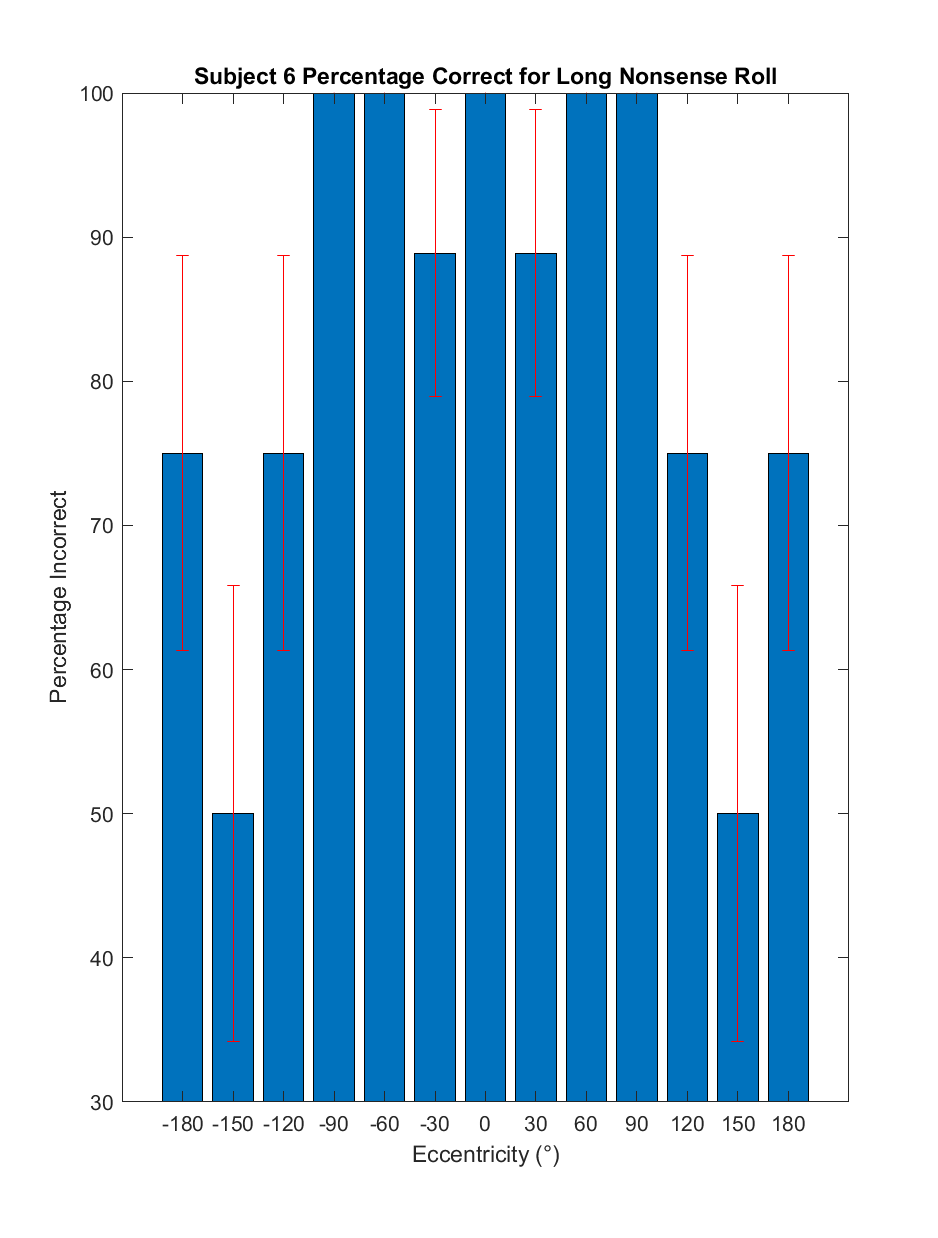 Subject 6 Percentage Correct for Long Nonsense Roll
100
90
80
70
60
50
40
30
Percentage Incorrect
-180 -150 -120 -90 -60 -30 0 30 60 90 120 150 180
Eccentricity (°)